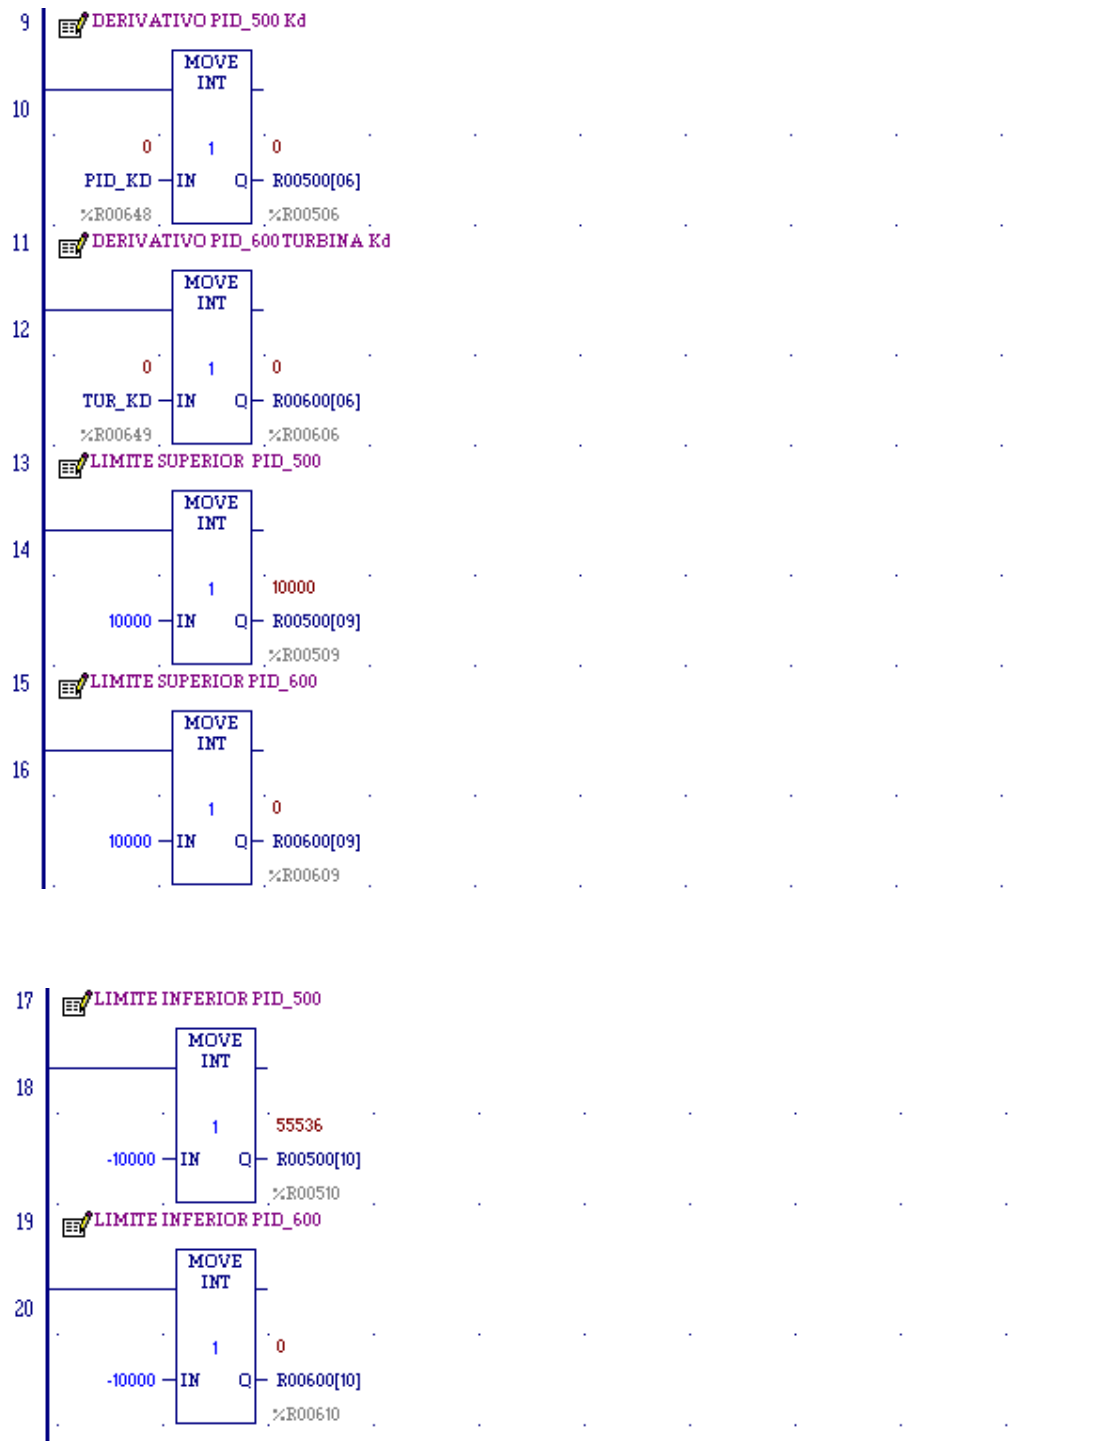 9 DERIVATIVO PID_500 Kd
MOVE
INT
10
0 1 0
PID_KD IN Q R00500[06]
%R00648 %R00506
11 DERIVATIVO PID_600 TURBINA Kd
MOVE
INT
12
0 1 0
TUR_KD IN Q R00600[06]
%R00649 %R00606
13 LIMITE SUPERIOR PID_500
MOVE
INT
14
1 10000
10000 IN Q R00500[09]
%R00509
15 LIMITE SUPERIOR PID_600
MOVE
INT
16
1 0
10000 IN Q R00600[09]
%R00609
17 LIMITE INFERIOR PID_500
MOVE
INT
18
1 55536
-10000 IN Q R00500[10]
%R00510
19 LIMITE INFERIOR PID_600
MOVE
INT
20
1 0
-10000 IN Q R00600[10]
%R00610